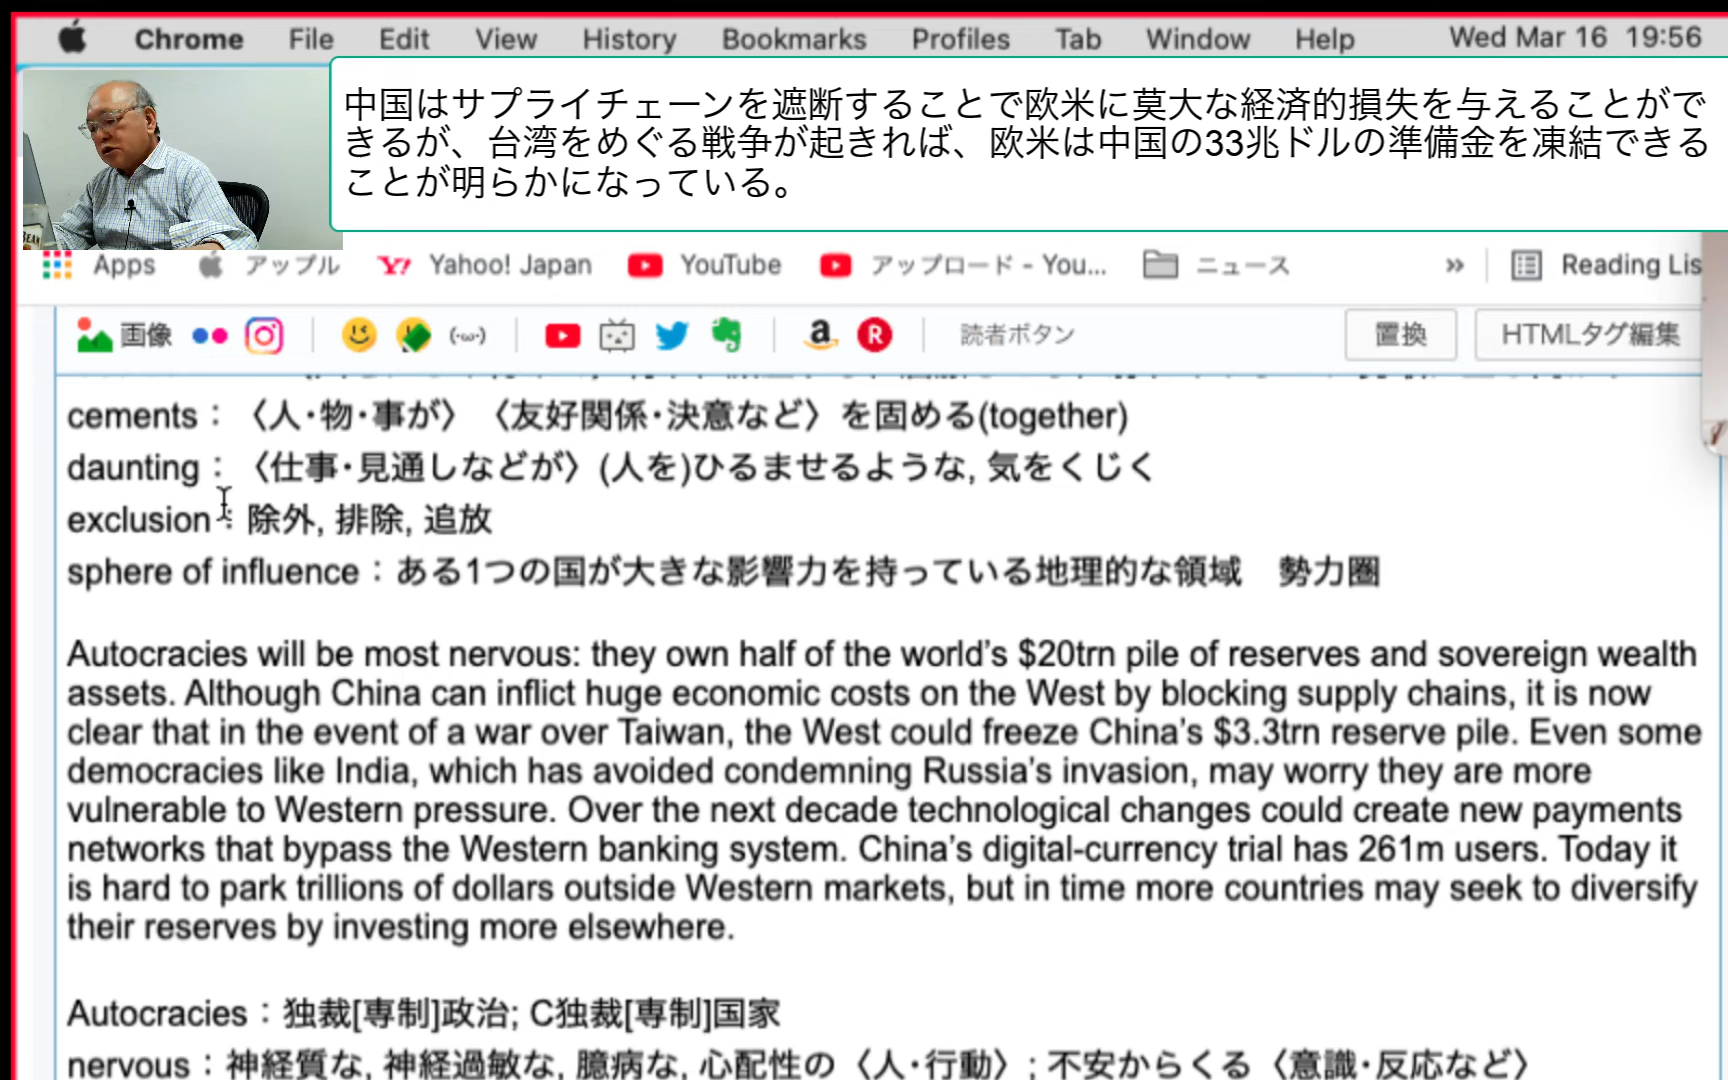 Chrome File Edit View History Bookmarks Profiles Tab Window Help Wed Mar 16 19:56
中国はサプライチェーンを遮断することで欧米に莫大な経済的損失を与えることがで
きるが、台湾をめぐる戦争が起きれば、欧米は中国の33兆ドルの準備金を凍結できる
ことが明らかになっている。
Apps アップル Yahoo! Japan YouTube アップロード - You... ニュース » Reading Lis
画像 読者ボタン 置換 HTMLタグ編集
cements：〈人・物・事が〉〈友好関係・決意など〉を固める(together)
daunting：〈仕事・見通しなどが〉(人を)ひるませるような, 気をくじく
exclusion：除外, 排除, 追放
sphere of influence：ある1つの国が大きな影響力を持っている地理的な領域　勢力圏
Autocracies will be most nervous: they own half of the world’s $20trn pile of reserves and sovereign wealth
assets. Although China can inflict huge economic costs on the West by blocking supply chains, it is now
clear that in the event of a war over Taiwan, the West could freeze China’s $3.3trn reserve pile. Even some
democracies like India, which has avoided condemning Russia’s invasion, may worry they are more
vulnerable to Western pressure. Over the next decade technological changes could create new payments
networks that bypass the Western banking system. China’s digital-currency trial has 261m users. Today it
is hard to park trillions of dollars outside Western markets, but in time more countries may seek to diversify
their reserves by investing more elsewhere.
Autocracies：独裁[専制]政治; C独裁[専制]国家
nervous：神経質な, 神経過敏な, 臆病な, 心配性の〈人・行動〉; 不安からくる〈意識・反応など〉